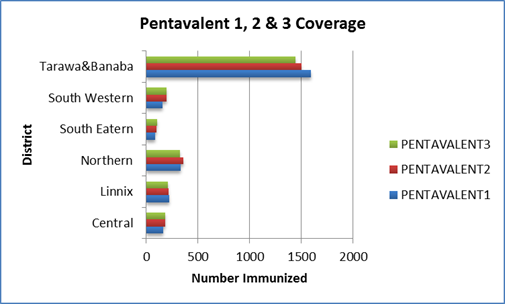 Pentavalent 1, 2 & 3 Coverage
District
Tarawa&Banaba
South Western
South Eatern
Northern
Linnix
Central
0 500 1000 1500 2000
Number Immunized
PENTAVALENT3
PENTAVALENT2
PENTAVALENT1